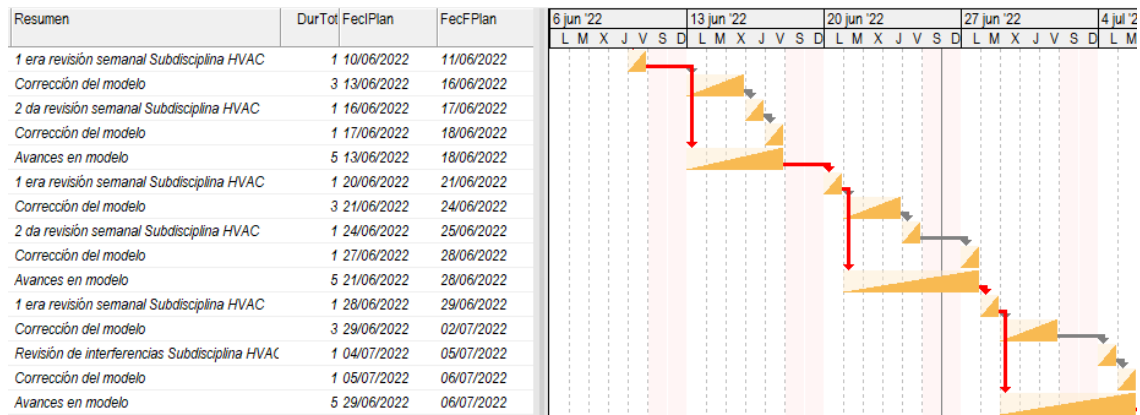 Resumen DurTot FecIPlan FecFPlan 6 jun '22 13 jun '22 20 jun '22 27 jun '22 4 jul '2
L M X J V S D L M X J V S D L M X J V S D L M X J V S D L M
1 era revisión semanal Subdisciplina HVAC 1 10/06/2022 11/06/2022
Corrección del modelo 3 13/06/2022 16/06/2022
2 da revisión semanal Subdisciplina HVAC 1 16/06/2022 17/06/2022
Corrección del modelo 1 17/06/2022 18/06/2022
Avances en modelo 5 13/06/2022 18/06/2022
1 era revisión semanal Subdisciplina HVAC 1 20/06/2022 21/06/2022
Corrección del modelo 3 21/06/2022 24/06/2022
2 da revisión semanal Subdisciplina HVAC 1 24/06/2022 25/06/2022
Corrección del modelo 1 27/06/2022 28/06/2022
Avances en modelo 5 21/06/2022 28/06/2022
1 era revisión semanal Subdisciplina HVAC 1 28/06/2022 29/06/2022
Corrección del modelo 3 29/06/2022 02/07/2022
Revisión de interferencias Subdisciplina HVAC 1 04/07/2022 05/07/2022
Corrección del modelo 1 05/07/2022 06/07/2022
Avances en modelo 5 29/06/2022 06/07/2022